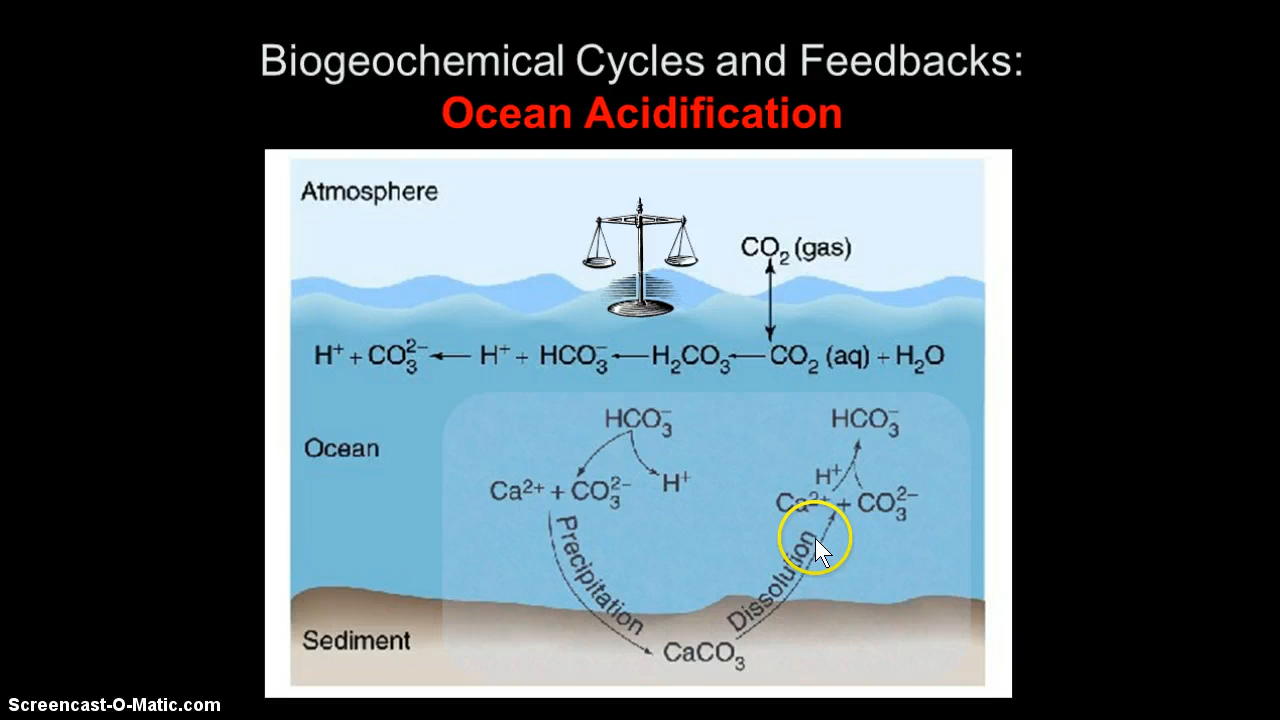 Biogeochemical Cycles and Feedbacks:
Ocean Acidification
Atmosphere
CO₂ (gas)
H⁺ + CO₃²⁻ ← H⁺ + HCO₃⁻ ← H₂CO₃ ← CO₂ (aq) + H₂O
HCO₃⁻
HCO₃⁻
Ocean
H⁺
H⁺
Ca²⁺ + CO₃²⁻
Ca²⁺ + CO₃²⁻
Precipitation
Dissolution
Sediment
CaCO₃
Screencast-O-Matic.com